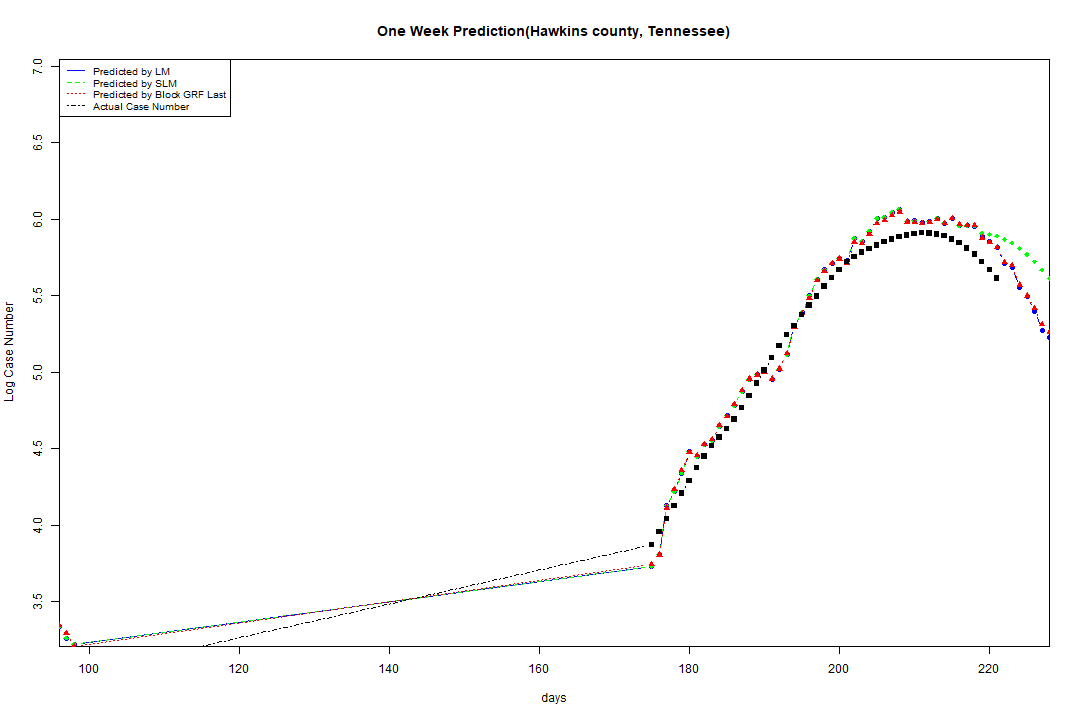 One Week Prediction(Hawkins county, Tennessee)
Predicted by LM
Predicted by SLM
Predicted by Block GRF Last
Actual Case Number
7.0
6.5
6.0
5.5
5.0
4.5
4.0
3.5
Log Case Number
100 120 140 160 180 200 220
days